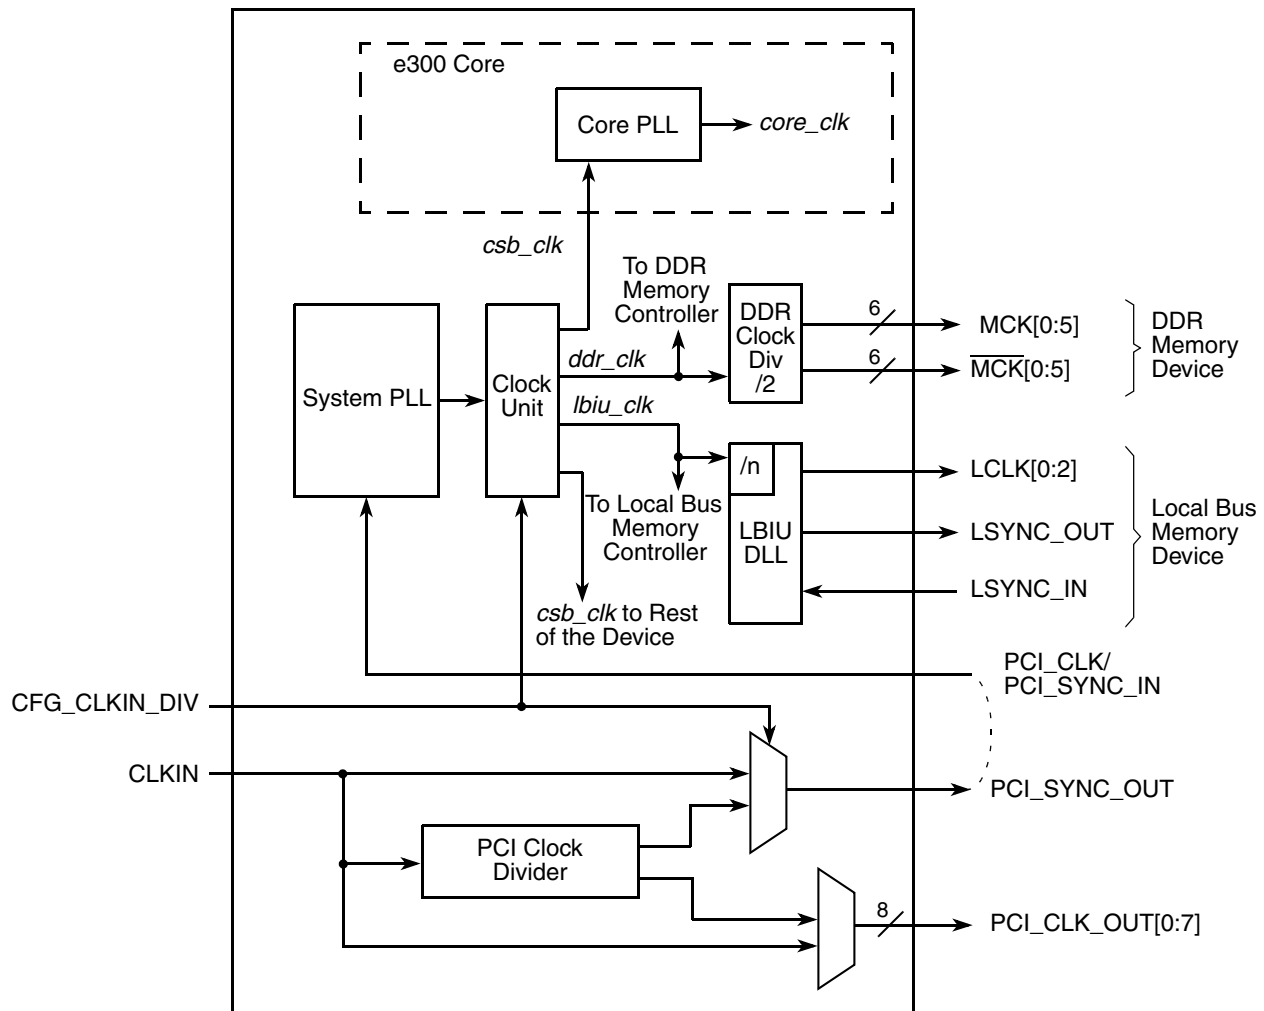 e300 Core
Core PLL
core_clk
csb_clk
To DDR
Memory
Controller
DDR
Clock
Div
/2
6
MCK[0:5]
6
M̅C̅K̅[0:5]
DDR
Memory
Device
System PLL
Clock
Unit
ddr_clk
lbiu_clk
/n
LBIU
DLL
To Local Bus
Memory
Controller
LCLK[0:2]
LSYNC_OUT
LSYNC_IN
Local Bus
Memory
Device
csb_clk to Rest
of the Device
PCI_CLK/
PCI_SYNC_IN
CFG_CLKIN_DIV
CLKIN
PCI_SYNC_OUT
PCI Clock
Divider
8
PCI_CLK_OUT[0:7]